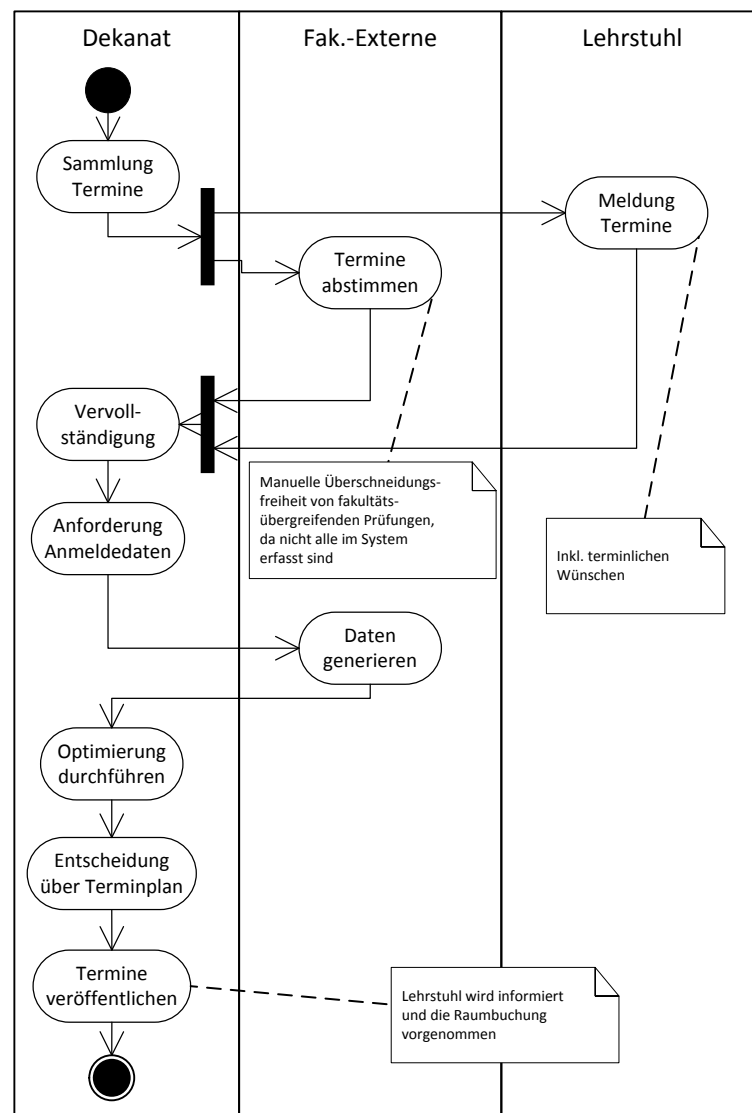 Dekanat
Fak.-Externe
Lehrstuhl
Sammlung
Termine
Meldung
Termine
Termine
abstimmen
Vervoll-
ständigung
Manuelle Überschneidungs-
freiheit von fakultäts-
übergreifenden Prüfungen,
da nicht alle im System
erfasst sind
Anforderung
Anmeldedaten
Inkl. terminlichen
Wünschen
Daten
generieren
Optimierung
durchführen
Entscheidung
über Terminplan
Termine
veröffentlichen
Lehrstuhl wird informiert
und die Raumbuchung
vorgenommen